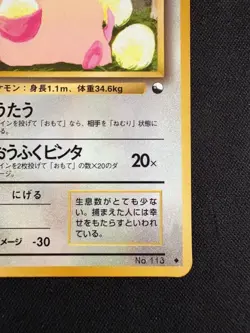 ケモン：身長1.1m、体重34.6kg
うたう
インを投げて「おもて」なら、相手を「ねむり」状態に
る。
おうふくビンタ 20×
インを2枚投げて「おもて」の数×20のダ
ージ。
にげる
メージ -30
生息数がとても少な
い。捕まえた人には幸
せをもたらすといわれ
ている。
No.113